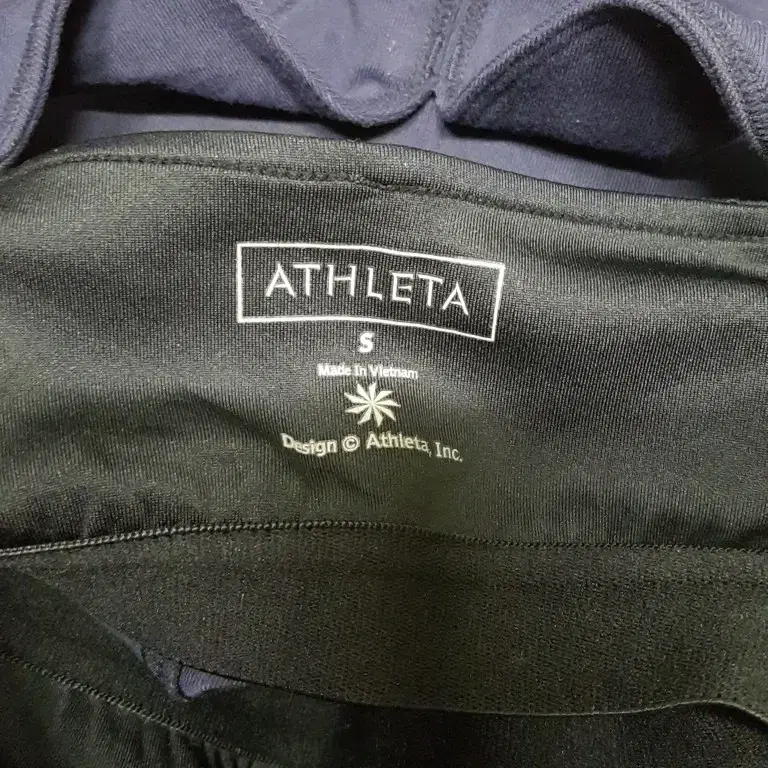 ATHLETA
S
Made In Vietnam
Design © Athleta, Inc.